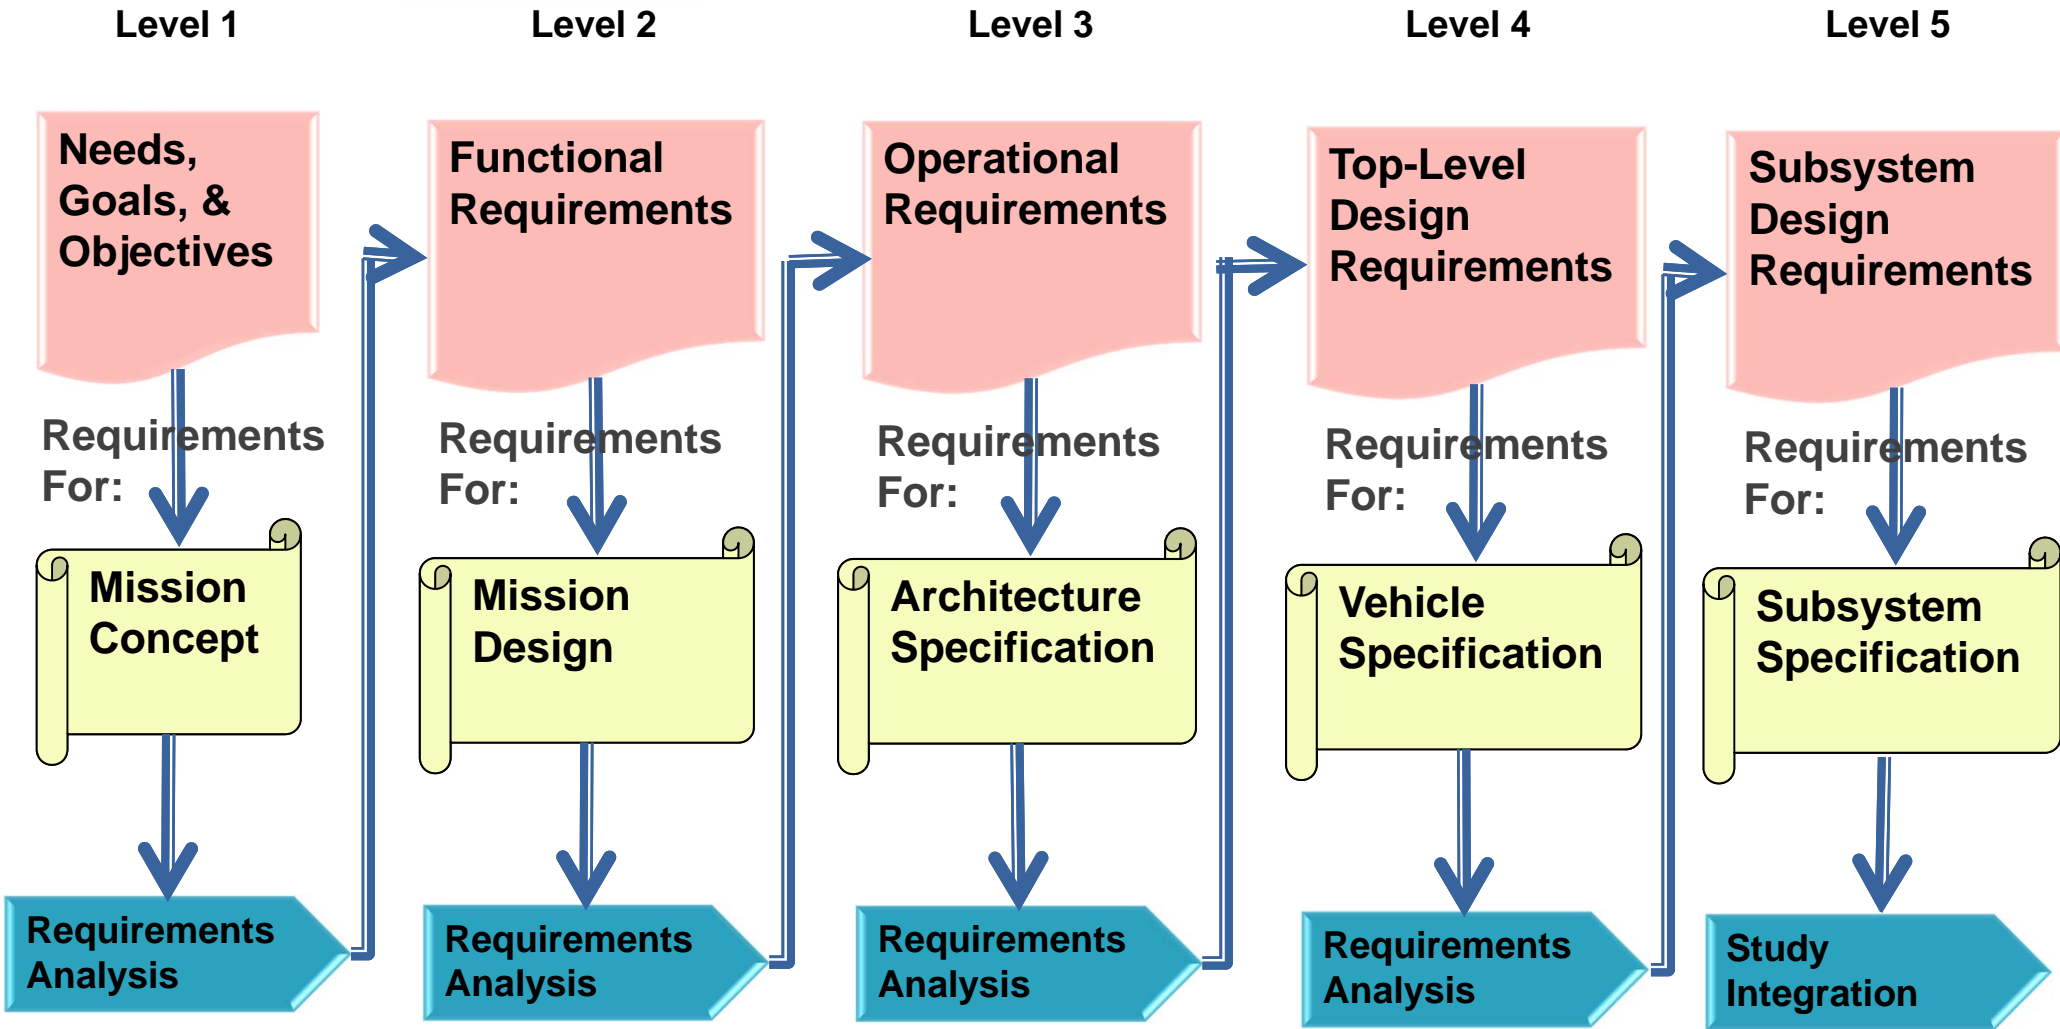 Level 1
Level 2
Level 3
Level 4
Level 5
Needs,
Goals, &
Objectives
Functional
Requirements
Operational
Requirements
Top-Level
Design
Requirements
Subsystem
Design
Requirements
Requirements
For:
Requirements
For:
Requirements
For:
Requirements
For:
Requirements
For:
Mission
Concept
Mission
Design
Architecture
Specification
Vehicle
Specification
Subsystem
Specification
Requirements
Analysis
Requirements
Analysis
Requirements
Analysis
Requirements
Analysis
Study
Integration